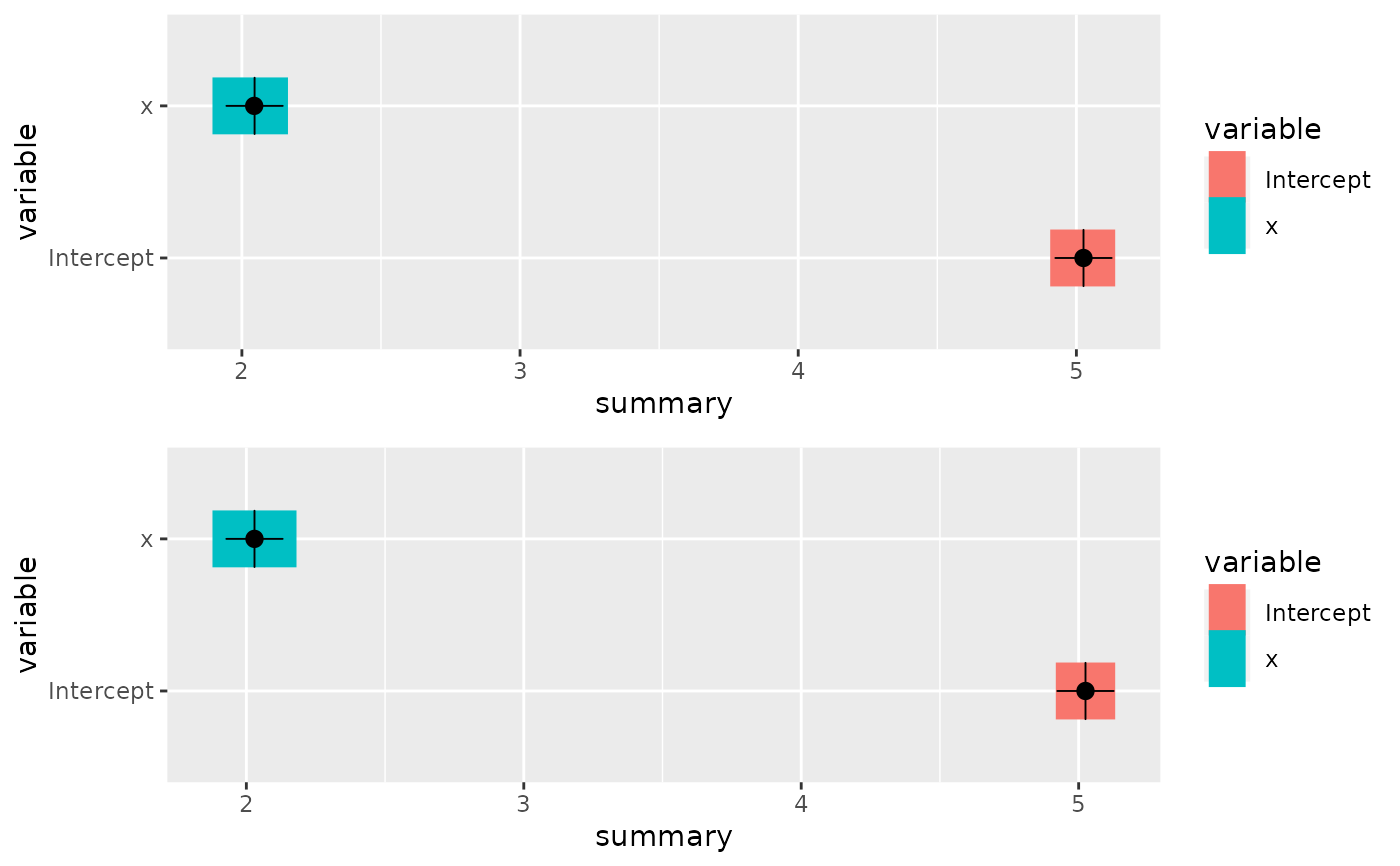 variable
x
Intercept
2 3 4 5
summary
variable
Intercept
x
variable
x
Intercept
2 3 4 5
summary
variable
Intercept
x